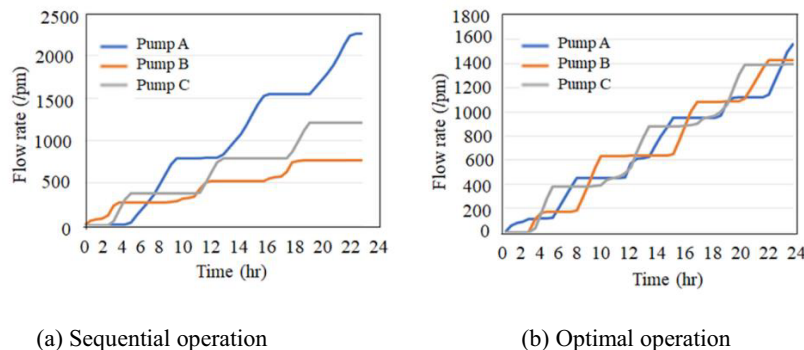 2500
2000
1500
1000
500
0
Flow rate (/pm)
Pump A
Pump B
Pump C
0 2 4 6 8 10 12 14 16 18 20 22 24
Time (hr)
(a) Sequential operation
1800
1600
1400
1200
1000
800
600
400
200
0
Flow rate (/pm)
Pump A
Pump B
Pump C
0 2 4 6 8 10 12 14 16 18 20 22 24
Time (hr)
(b) Optimal operation